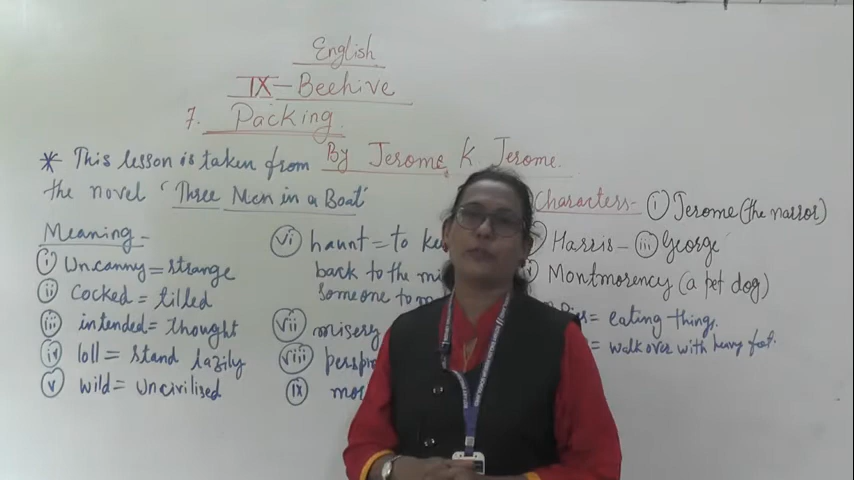 English
IX - Beehive
7. Packing.
* This lesson is taken from By Jerome K. Jerome.
the novel 'Three Men in a Boat'
Meaning -
(i) Uncanny = strange
(ii) Cocked = tilled
(iii) intended = thought
(iv) loll = stand lazily
(v) wild = Uncivilised
(vi) haunt = to
back to the
someone to
(vii) misery
(viii)
(ix)
Characters - (i) Jerome (the narror)
Harris - (iii) George
Montmorency (a pet dog)
= eating things.
= walk over with heavy feet.